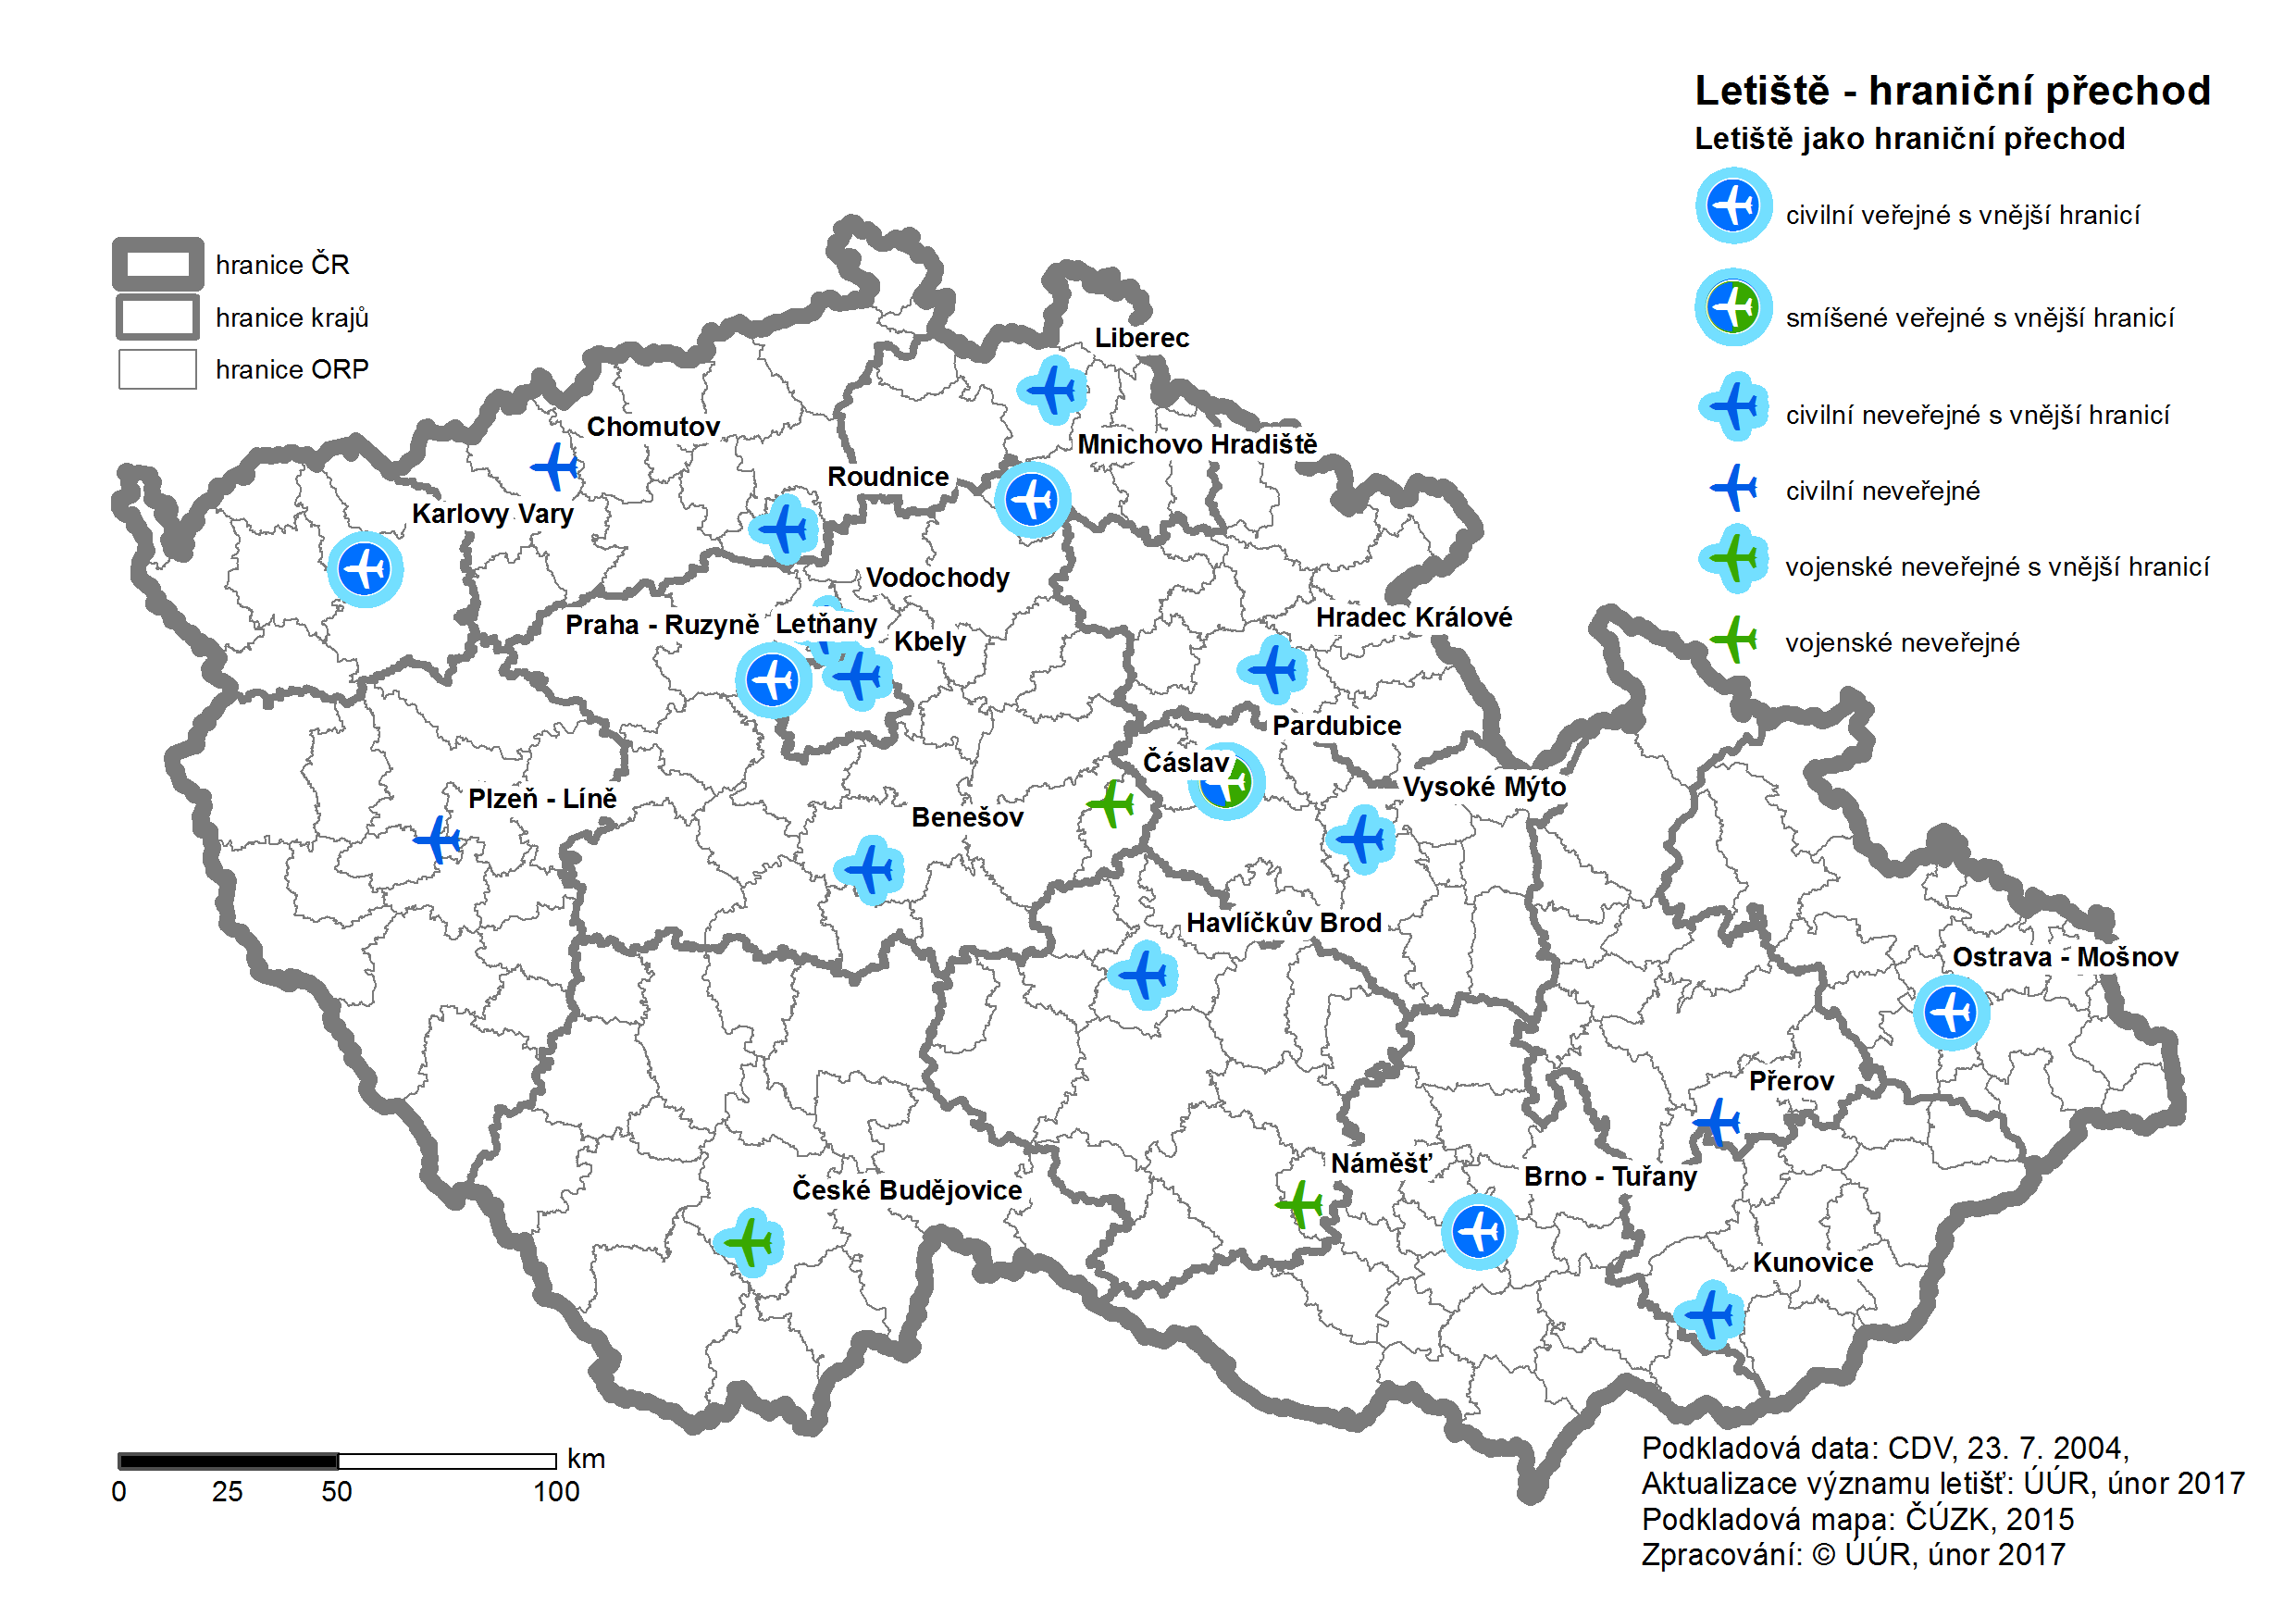 Letiště - hraniční přechod
Letiště jako hraniční přechod
civilní veřejné s vnější hranicí
smíšené veřejné s vnější hranicí
civilní neveřejné s vnější hranicí
civilní neveřejné
vojenské neveřejné s vnější hranicí
vojenské neveřejné
hranice ČR
hranice krajů
hranice ORP
Liberec
Chomutov
Mnichovo Hradiště
Roudnice
Karlovy Vary
Vodochody
Praha - Ruzyně
Letňany
Kbely
Hradec Králové
Pardubice
Čáslav
Vysoké Mýto
Plzeň - Líně
Benešov
Havlíčkův Brod
Ostrava - Mošnov
Přerov
Náměšť
Brno - Tuřany
České Budějovice
Kunovice
km
0 25 50 100
Podkladová data: CDV, 23. 7. 2004,
Aktualizace významu letišť: ÚÚR, únor 2017
Podkladová mapa: ČÚZK, 2015
Zpracování: © ÚÚR, únor 2017